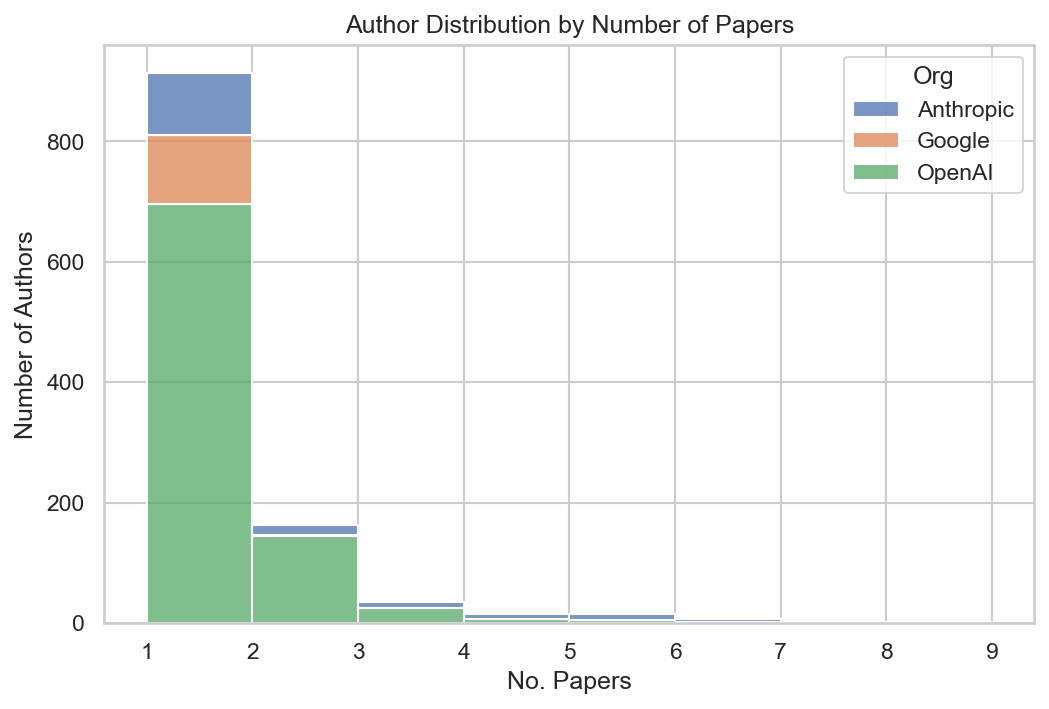 Author Distribution by Number of Papers
Org
Anthropic
Google
OpenAI
Number of Authors
800
600
400
200
0
1 2 3 4 5 6 7 8 9
No. Papers